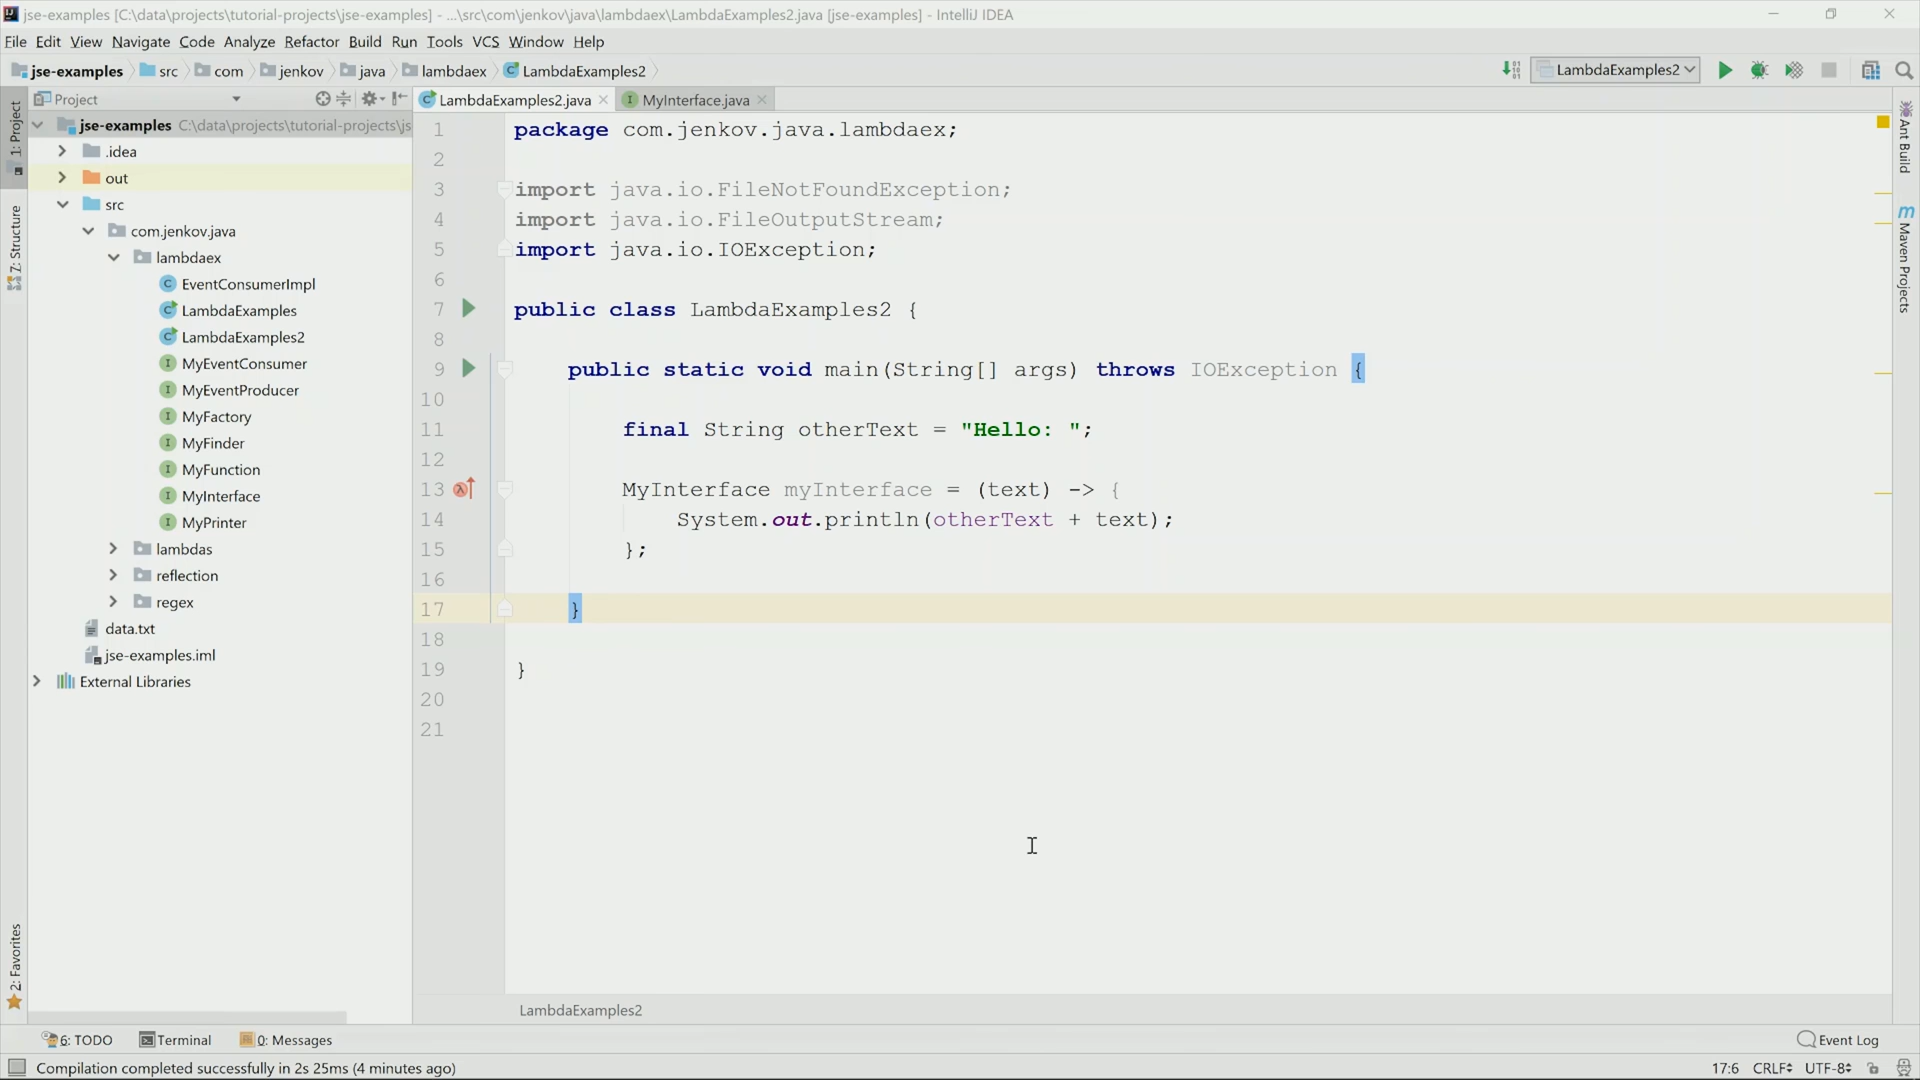 jse-examples [C:\data\projects\tutorial-projects\jse-examples] - ...\src\com\jenkov\java\lambdaex\LambdaExamples2.java [jse-examples] - IntelliJ IDEA
File Edit View Navigate Code Analyze Refactor Build Run Tools VCS Window Help
jse-examples src com jenkov java lambdaex LambdaExamples2
LambdaExamples2
1: Project
Z: Structure
2: Favorites
Project
jse-examples C:\data\projects\tutorial-projects\js
.idea
out
src
com.jenkov.java
lambdaex
EventConsumerImpl
LambdaExamples
LambdaExamples2
MyEventConsumer
MyEventProducer
MyFactory
MyFinder
MyFunction
MyInterface
MyPrinter
lambdas
reflection
regex
data.txt
jse-examples.iml
External Libraries
LambdaExamples2.java MyInterface.java
1 package com.jenkov.java.lambdaex;
2
3 import java.io.FileNotFoundException;
4 import java.io.FileOutputStream;
5 import java.io.IOException;
6
7 public class LambdaExamples2 {
8
9 public static void main(String[] args) throws IOException {
10
11 final String otherText = "Hello: ";
12
13 MyInterface myInterface = (text) -> {
14 System.out.println(otherText + text);
15 };
16
17 }
18
19 }
20
21
LambdaExamples2
Ant Build
Maven Projects
6: TODO Terminal 0: Messages Event Log
Compilation completed successfully in 2s 25ms (4 minutes ago) 17:6 CRLF UTF-8